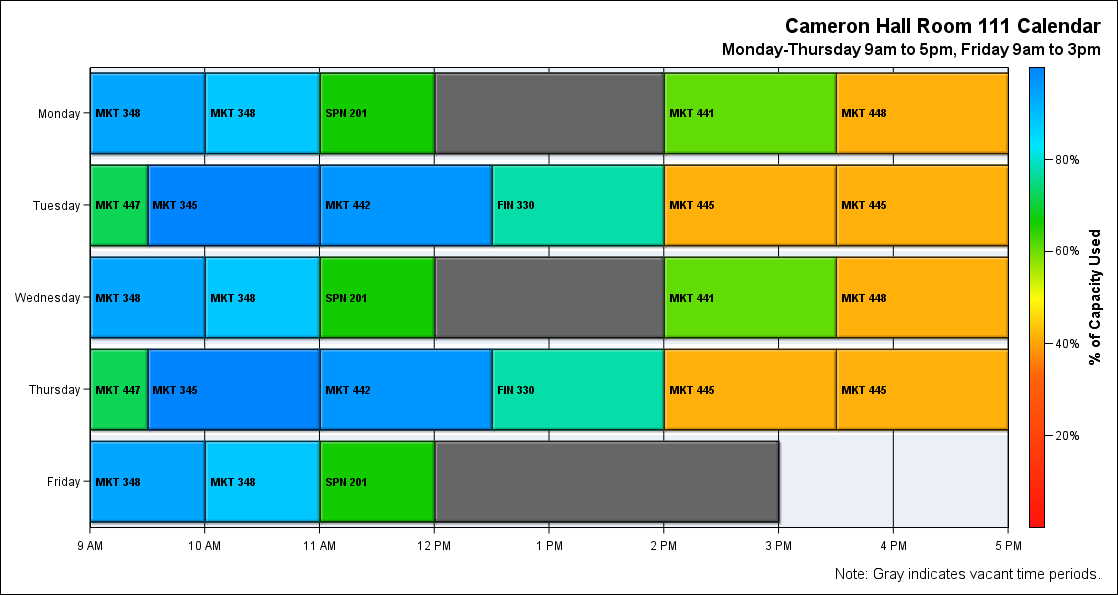 Cameron Hall Room 111 Calendar
Monday-Thursday 9am to 5pm, Friday 9am to 3pm
Monday
MKT 348
MKT 348
SPN 201
MKT 441
MKT 448
Tuesday
MKT 447
MKT 345
MKT 442
FIN 330
MKT 445
MKT 445
Wednesday
MKT 348
MKT 348
SPN 201
MKT 441
MKT 448
Thursday
MKT 447
MKT 345
MKT 442
FIN 330
MKT 445
MKT 445
Friday
MKT 348
MKT 348
SPN 201
9 AM
10 AM
11 AM
12 PM
1 PM
2 PM
3 PM
4 PM
5 PM
80%
60%
40%
20%
% of Capacity Used
Note: Gray indicates vacant time periods.